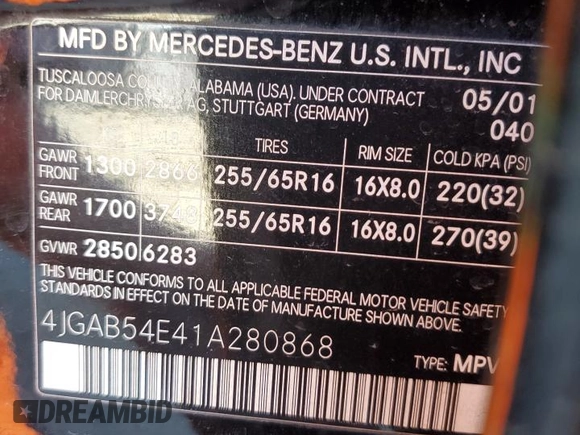 MFD BY MERCEDES-BENZ U.S. INTL., INC
TUSCALOOSA ALABAMA (USA). UNDER CONTRACT
05/01
FOR AG, STUTTGART (GERMANY)
040
TIRES RIM SIZE COLD KPA (PSI)
GAWR
FRONT 1300 2866 255/65R16 16X8.0 220(32)
GAWR
REAR 1700 255/65R16 16X8.0 270(39)
GVWR 2850 6283
THIS VEHICLE CONFORMS TO ALL APPLICABLE FEDERAL MOTOR VEHICLE SAFETY
STANDARDS IN EFFECT ON THE DATE OF MANUFACTURE SHOWN ABOVE.
4JGAB54E41A280868
TYPE: MPV
DREAMBID